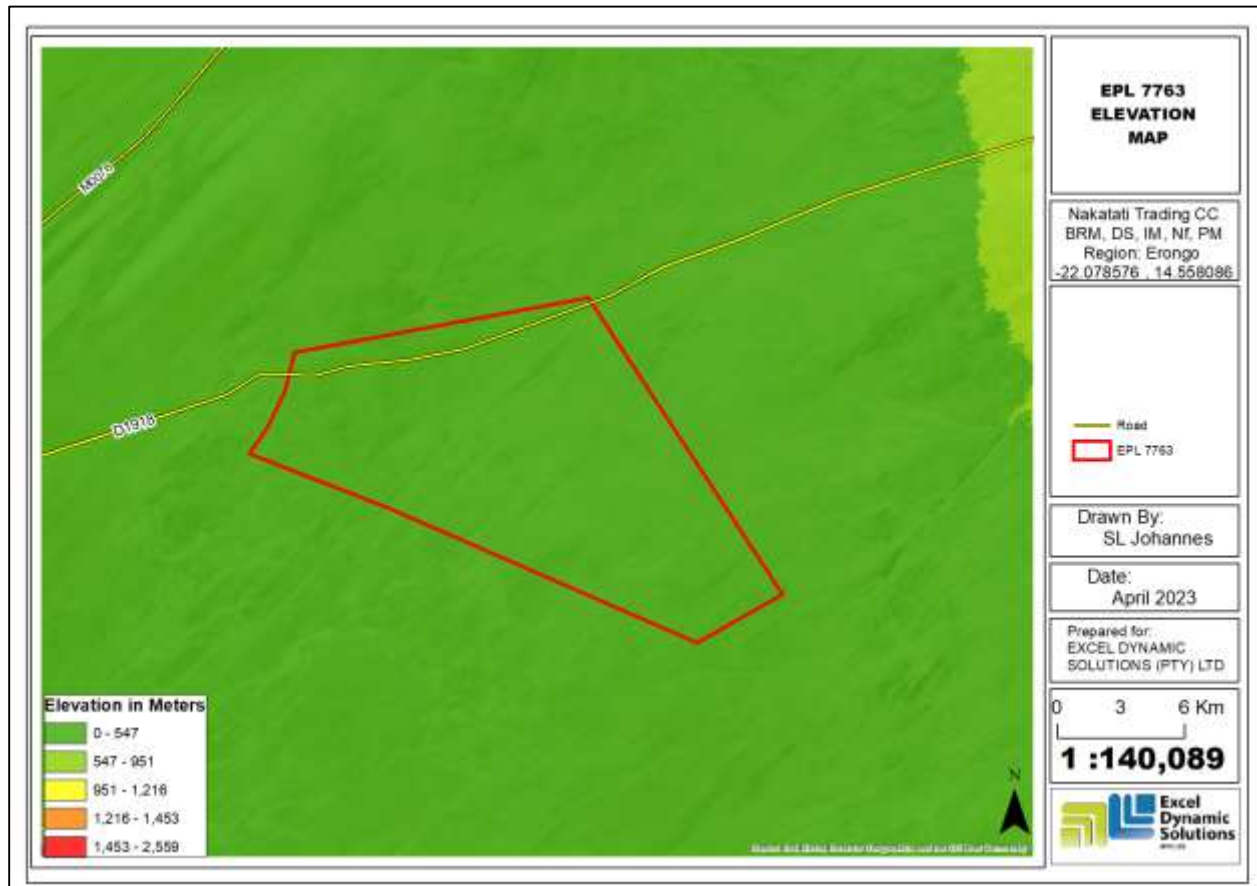 EPL 7763
ELEVATION
MAP
Nakatati Trading CC
BRM, DS, IM, Nf, PM
Region: Erongo
-22.078576 , 14.558086
D1918
Road
EPL 7763
Drawn By:
SL Johannes
Date:
April 2023
Prepared for:
EXCEL DYNAMIC
SOLUTIONS (PTY) LTD
0 3 6 Km
1 :140,089
Excel
Dynamic
Solutions
N
Elevation in Meters
0 - 547
547 - 951
951 - 1,216
1,216 - 1,453
1,453 - 2,559